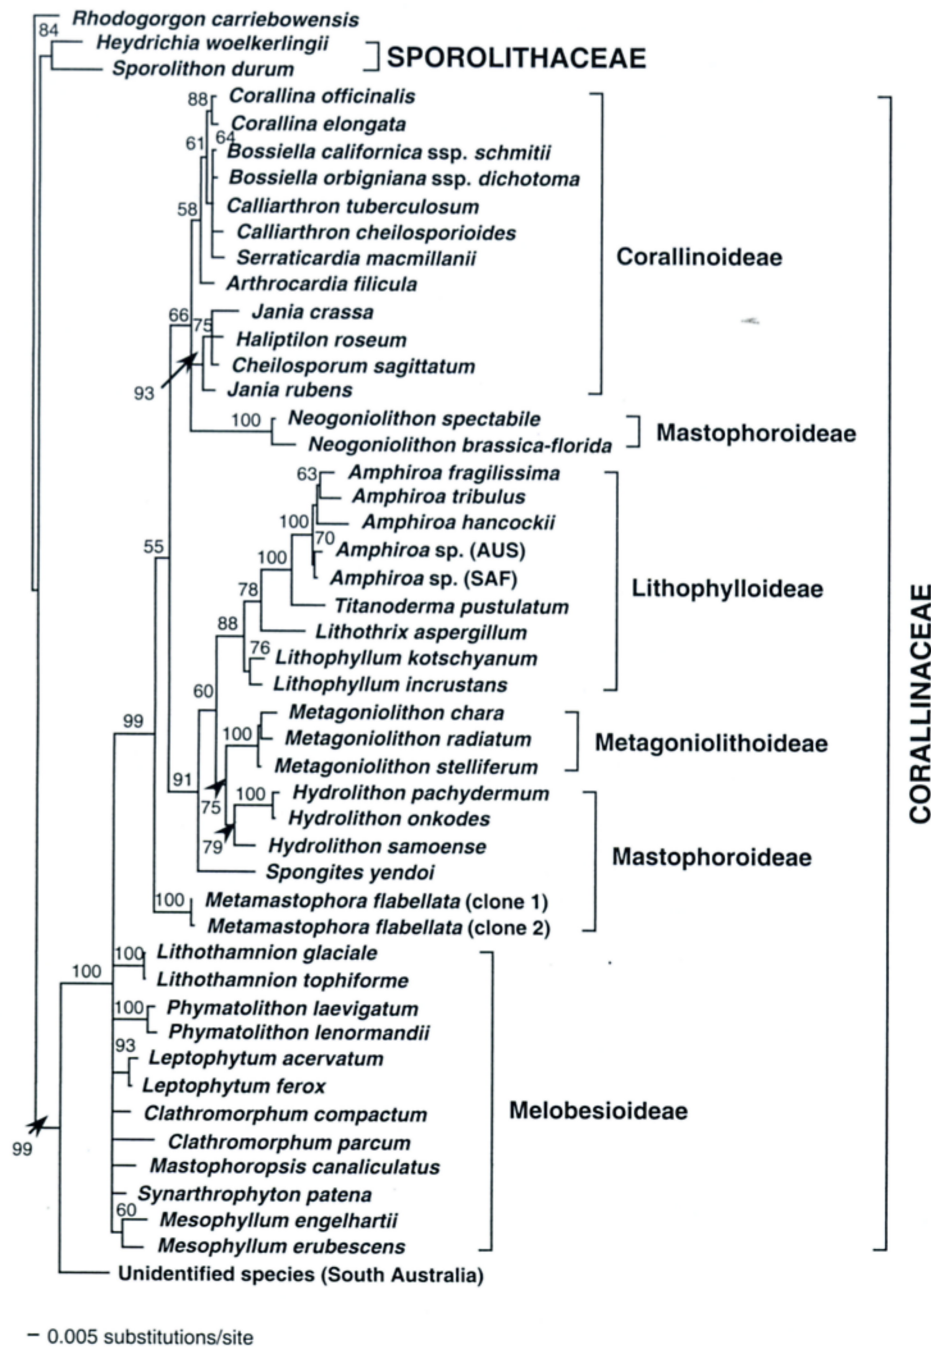 Rhodogorgon carriebowensis
84
Heydrichia woelkerlingii
SPOROLITHACEAE
Sporolithon durum
88 Corallina officinalis
Corallina elongata
61 64
Bossiella californica ssp. schmitii
Bossiella orbigniana ssp. dichotoma
58 Calliarthron tuberculosum
Calliarthron cheilosporioides
Serraticardia macmillanii
Corallinoideae
Arthrocardia filicula
66 75 Jania crassa
Haliptilon roseum
Cheilosporum sagittatum
93 Jania rubens
100 Neogoniolithon spectabile
Mastophoroideae
Neogoniolithon brassica-florida
63 Amphiroa fragilissima
Amphiroa tribulus
100 Amphiroa hancockii
70
55 100 Amphiroa sp. (AUS)
Amphiroa sp. (SAF)
78 Lithophylloideae
Titanoderma pustulatum
88 Lithothrix aspergillum
76 Lithophyllum kotschyanum
Lithophyllum incrustans
60
CORALLINACEAE
99 100 Metagoniolithon chara
Metagoniolithon radiatum
Metagoniolithoideae
Metagoniolithon stelliferum
91 75 100 Hydrolithon pachydermum
Hydrolithon onkodes
79 Hydrolithon samoense
Mastophoroideae
Spongites yendoi
100 Metamastophora flabellata (clone 1)
Metamastophora flabellata (clone 2)
100 100 Lithothamnion glaciale
Lithothamnion tophiforme
100 Phymatolithon laevigatum
Phymatolithon lenormandii
93 Leptophytum acervatum
Leptophytum ferox
Clathromorphum compactum
Melobesioideae
99 Clathromorphum parcum
Mastophoropsis canaliculatus
Synarthrophyton patena
60 Mesophyllum engelhartii
Mesophyllum erubescens
Unidentified species (South Australia)
0.005 substitutions/site